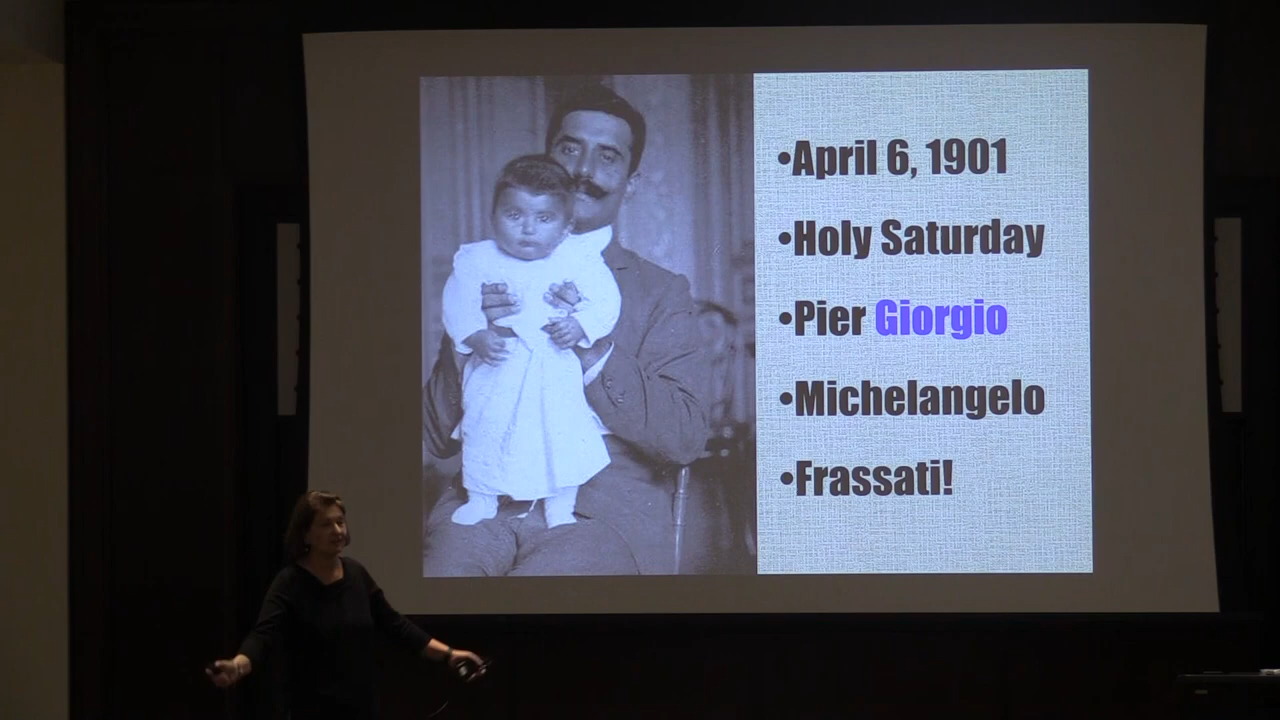 •April 6, 1901
•Holy Saturday
•Pier Giorgio
•Michelangelo
•Frassati!